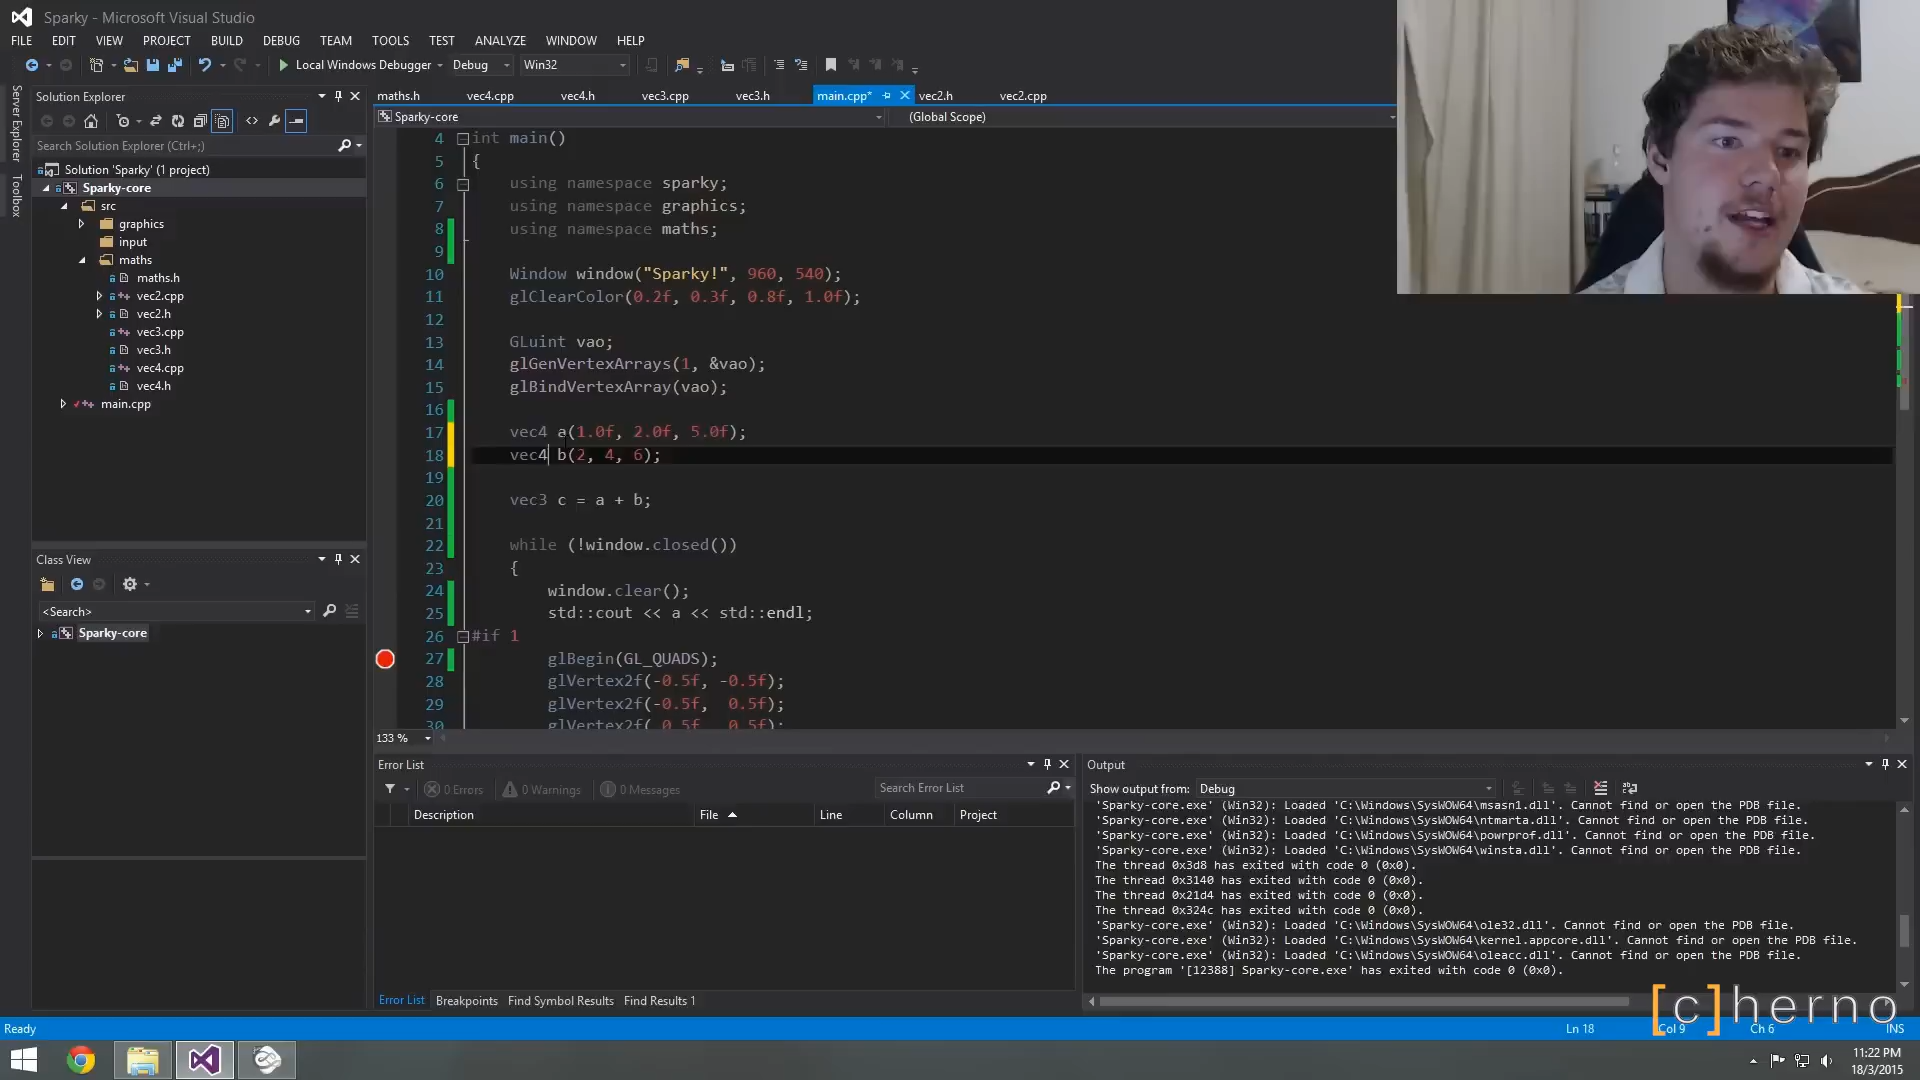 Sparky - Microsoft Visual Studio
FILE EDIT VIEW PROJECT BUILD DEBUG TEAM TOOLS TEST ANALYZE WINDOW HELP
Local Windows Debugger Debug Win32
Server Explorer
Toolbox
Solution Explorer
Search Solution Explorer (Ctrl+;)
Solution 'Sparky' (1 project)
Sparky-core
src
graphics
input
maths
maths.h
vec2.cpp
vec2.h
vec3.cpp
vec3.h
vec4.cpp
vec4.h
main.cpp
Class View
<Search>
Sparky-core
maths.h vec4.cpp vec4.h vec3.cpp vec3.h main.cpp* vec2.h vec2.cpp
Sparky-core (Global Scope)
4 int main()
5 {
6 using namespace sparky;
7 using namespace graphics;
8 using namespace maths;
9
10 Window window("Sparky!", 960, 540);
11 glClearColor(0.2f, 0.3f, 0.8f, 1.0f);
12
13 GLuint vao;
14 glGenVertexArrays(1, &vao);
15 glBindVertexArray(vao);
16
17 vec4 a(1.0f, 2.0f, 5.0f);
18 vec4 b(2, 4, 6);
19
20 vec3 c = a + b;
21
22 while (!window.closed())
23 {
24 window.clear();
25 std::cout << a << std::endl;
26 #if 1
27 glBegin(GL_QUADS);
28 glVertex2f(-0.5f, -0.5f);
29 glVertex2f(-0.5f, 0.5f);
30 glVertex2f( 0.5f, 0.5f);
133 %
Error List
0 Errors 0 Warnings 0 Messages Search Error List
Description File Line Column Project
Error List Breakpoints Find Symbol Results Find Results 1
Output
Show output from: Debug
'Sparky-core.exe' (Win32): Loaded 'C:\Windows\SysWOW64\msasn1.dll'. Cannot find or open the PDB file.
'Sparky-core.exe' (Win32): Loaded 'C:\Windows\SysWOW64\ntmarta.dll'. Cannot find or open the PDB file.
'Sparky-core.exe' (Win32): Loaded 'C:\Windows\SysWOW64\powrprof.dll'. Cannot find or open the PDB file.
'Sparky-core.exe' (Win32): Loaded 'C:\Windows\SysWOW64\winsta.dll'. Cannot find or open the PDB file.
The thread 0x3d8 has exited with code 0 (0x0).
The thread 0x3140 has exited with code 0 (0x0).
The thread 0x21d4 has exited with code 0 (0x0).
The thread 0x324c has exited with code 0 (0x0).
'Sparky-core.exe' (Win32): Loaded 'C:\Windows\SysWOW64\ole32.dll'. Cannot find or open the PDB file.
'Sparky-core.exe' (Win32): Loaded 'C:\Windows\SysWOW64\kernel.appcore.dll'. Cannot find or open the PDB file.
'Sparky-core.exe' (Win32): Loaded 'C:\Windows\SysWOW64\oleacc.dll'. Cannot find or open the PDB file.
The program '[12388] Sparky-core.exe' has exited with code 0 (0x0).
[c]herno
Ready Ln 18 Col 9 Ch 6 INS
11:22 PM
18/3/2015